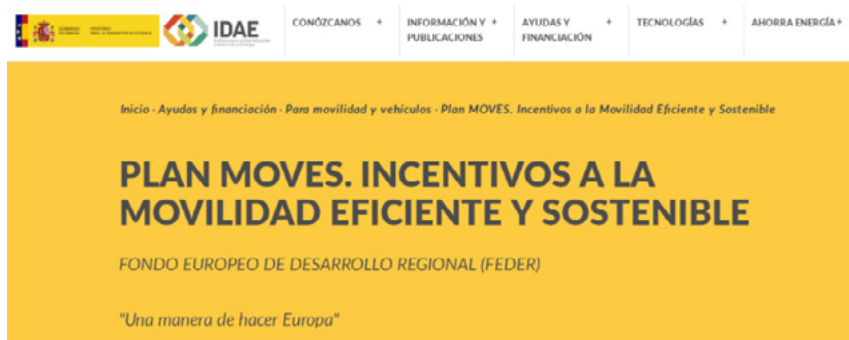 IDAE
CONÓZCANOS +
INFORMACIÓN Y +
PUBLICACIONES
AYUDAS Y +
FINANCIACIÓN
TECNOLOGÍAS +
AHORRA ENERGÍA +
Inicio · Ayudas y financiación · Para movilidad y vehículos · Plan MOVES. Incentivos a la Movilidad Eficiente y Sostenible
PLAN MOVES. INCENTIVOS A LA
MOVILIDAD EFICIENTE Y SOSTENIBLE
FONDO EUROPEO DE DESARROLLO REGIONAL (FEDER)
"Una manera de hacer Europa"